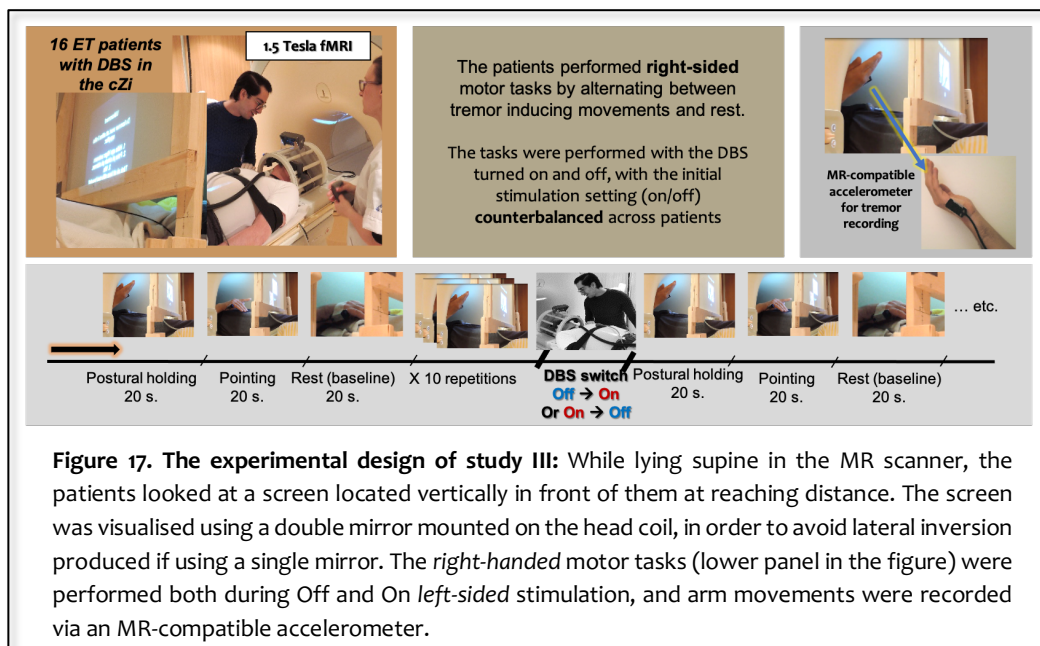 16 ET patients
with DBS in
the cZi
1.5 Tesla fMRI
The patients performed right-sided
motor tasks by alternating between
tremor inducing movements and rest.
The tasks were performed with the DBS
turned on and off, with the initial
stimulation setting (on/off)
counterbalanced across patients
MR-compatible
accelerometer
for tremor
recording
… etc.
Postural holding
20 s.
Pointing
20 s.
Rest (baseline)
20 s.
X 10 repetitions
DBS switch
Off → On
Or On → Off
Postural holding
20 s.
Pointing
20 s.
Rest (baseline)
20 s.
Figure 17. The experimental design of study III: While lying supine in the MR scanner, the
patients looked at a screen located vertically in front of them at reaching distance. The screen
was visualised using a double mirror mounted on the head coil, in order to avoid lateral inversion
produced if using a single mirror. The right-handed motor tasks (lower panel in the figure) were
performed both during Off and On left-sided stimulation, and arm movements were recorded
via an MR-compatible accelerometer.